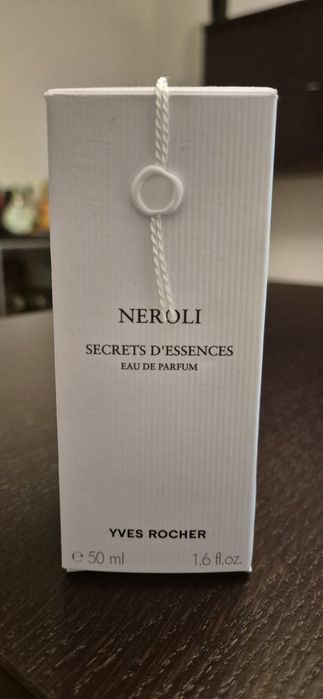 NEROLI
SECRETS D'ESSENCES
EAU DE PARFUM
YVES ROCHER
℮ 50 ml 1.6 fl.oz.